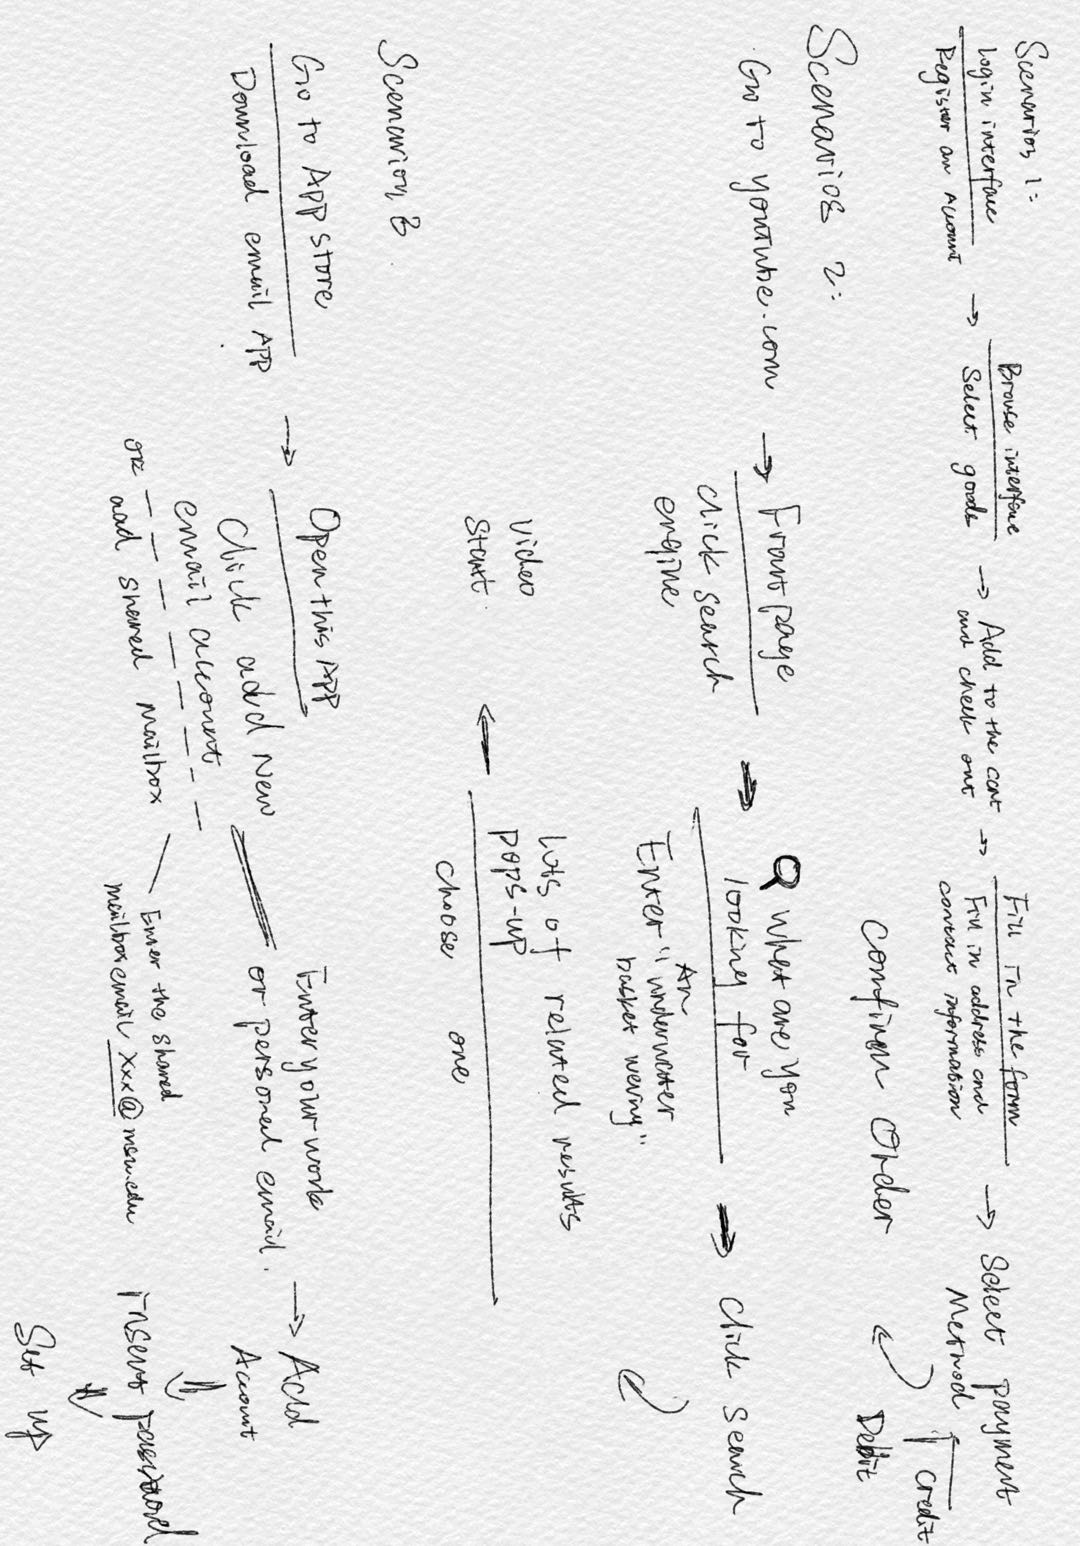 Scenarios 1:
Login interface
Register an Account
→ Browse interface
Select goods
→ Add to the cart
and check out
→ Fill in the form
Fill in address and
contact information
→ Select payment
Method
Credit
Debit
Confirm Order
Scenarios 2:
Go to youtube.com
→ Front page
click search
engine
→ What are you
looking for
Enter "underwater
An
basket weving"
→ Click search
lots of related results
pops-up
choose one
video
start.
Scenarion 3.
Go to App store
Download email APP
→ Open this APP
Click add New
email account
or
add shared mailbox
Enter your work
or personal email.
Enter the shared
mailbox email xxx@msu.edu
→ Add
Account
insert password
Set up